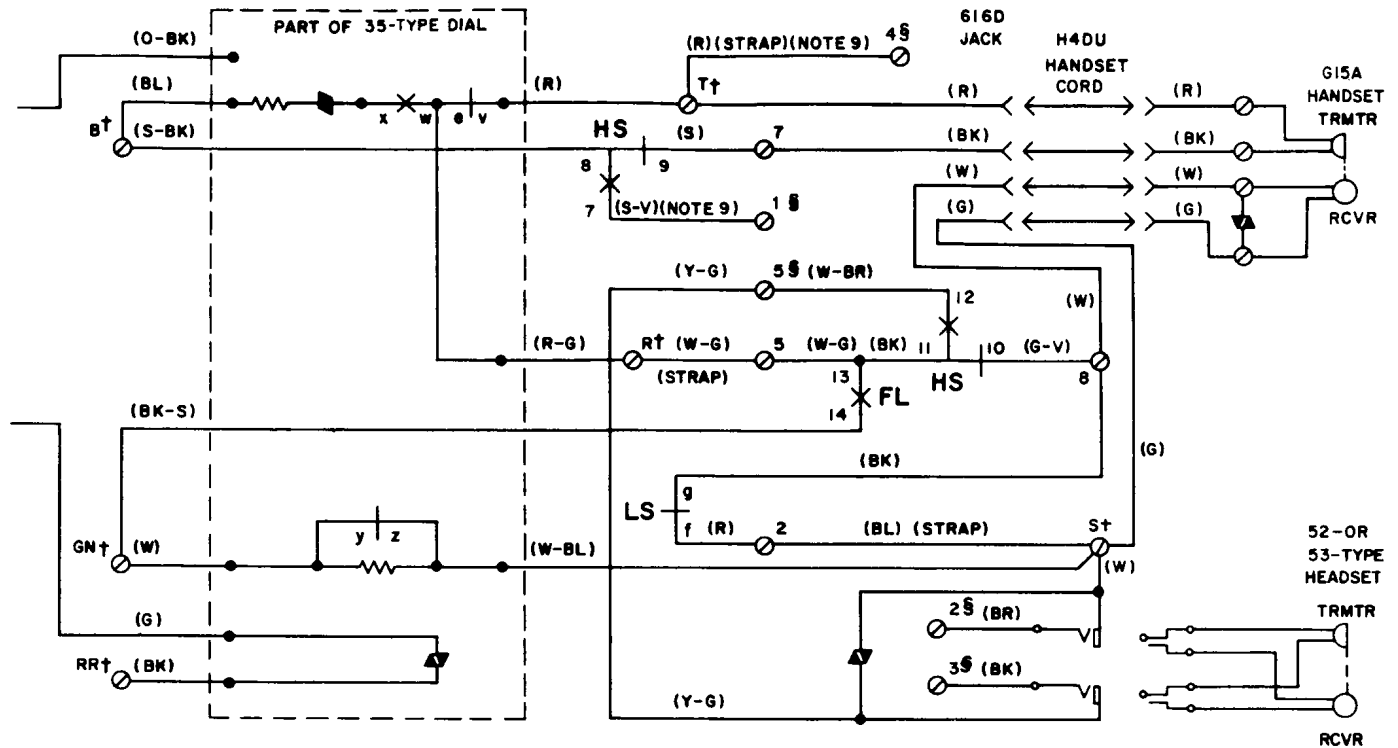 PART OF 35-TYPE DIAL
616D
JACK
H4DU
HANDSET
CORD
G15A
HANDSET
TRMTR
(O-BK)
(R)(STRAP)(NOTE 9)
4§
(BL)
(R)
T†
(R)
(R)
x
w
e
v
B†
(S-BK)
HS
(S)
7
(BK)
(BK)
8
9
(W)
(W)
7
(S-V)(NOTE 9)
1§
(G)
(G)
RCVR
(Y-G)
5§
(W-BR)
12
(W)
(R-G)
R†
(W-G)
5
(W-G)
(BK)
11
10
(G-V)
(STRAP)
13
HS
8
14
FL
(BK-S)
(BK)
(G)
g
LS
f
(R)
2
(BL) (STRAP)
S†
y
z
GN†
(W)
(W-BL)
(W)
52-OR
53-TYPE
HEADSET
(G)
2§
(BR)
TRMTR
RR†
(BK)
3§
(BK)
(Y-G)
RCVR